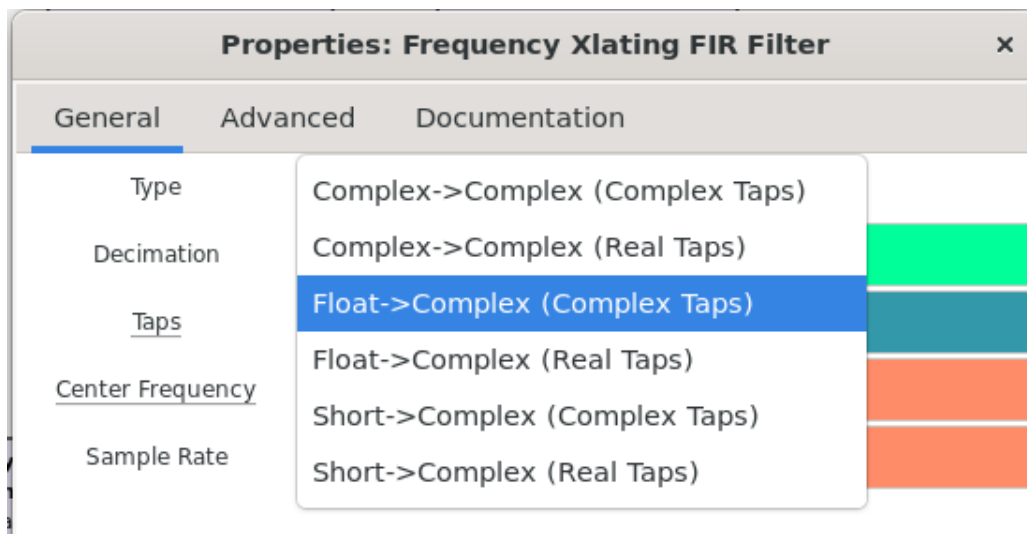 Properties: Frequency Xlating FIR Filter ×
General Advanced Documentation
Type
Complex->Complex (Complex Taps)
Decimation
Complex->Complex (Real Taps)
Float->Complex (Complex Taps)
Taps
Float->Complex (Real Taps)
Center Frequency
Short->Complex (Complex Taps)
Sample Rate
Short->Complex (Real Taps)